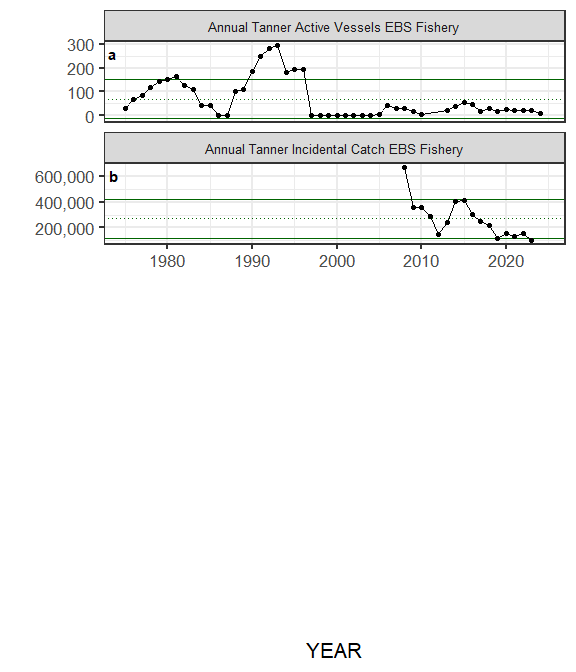 Annual Tanner Active Vessels EBS Fishery
300
a
200
100
0
Annual Tanner Incidental Catch EBS Fishery
600,000
b
400,000
200,000
1980 1990 2000 2010 2020
YEAR